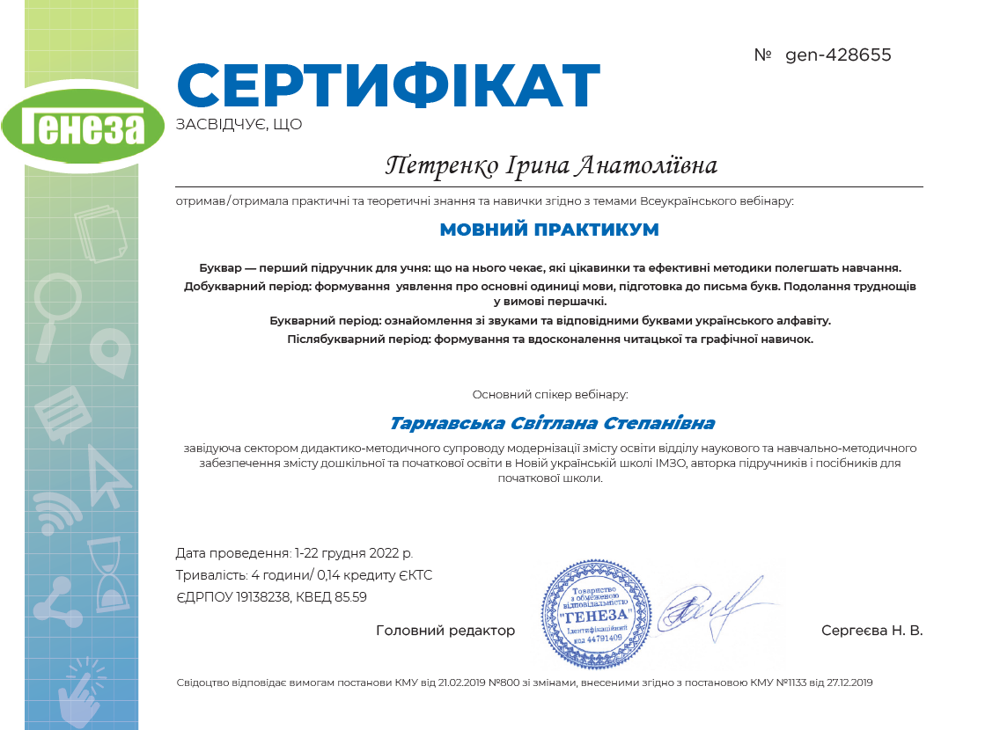 № gen-428655
СЕРТИФІКАТ
Генеза
ЗАСВІДЧУЄ, ЩО
Петренко Ірина Анатоліївна
отримав/отримала практичні та теоретичні знання та навички згідно з темами Всеукраїнського вебінару:
МОВНИЙ ПРАКТИКУМ
Буквар — перший підручник для учня: що на нього чекає, які цікавинки та ефективні методики полегшать навчання.
Добукварний період: формування уявлення про основні одиниці мови, підготовка до письма букв. Подолання труднощів
у вимові першачкі.
Букварний період: ознайомлення зі звуками та відповідними буквами українського алфавіту.
Післябукварний період: формування та вдосконалення читацької та графічної навичок.
Основний спікер вебінару:
Тарнавська Світлана Степанівна
завідуюча сектором дидактико-методичного супроводу модернізації змісту освіти відділу наукового та навчально-методичного
забезпечення змісту дошкільної та початкової освіти в Новій українській школі ІМЗО, авторка підручників і посібників для
початкової школи.
Дата проведення: 1-22 грудня 2022 р.
Тривалість: 4 години/ 0,14 кредиту ЄКТС
ЄДРПОУ 19138238, КВЕД 85.59
Товариство
з обмеженою
відповідальністю
"ГЕНЕЗА"
Ідентифікаційний
код 44791409
Головний редактор
Сергеєва Н. В.
Свідоцтво відповідає вимогам постанови КМУ від 21.02.2019 №800 зі змінами, внесеними згідно з постановою КМУ №1133 від 27.12.2019